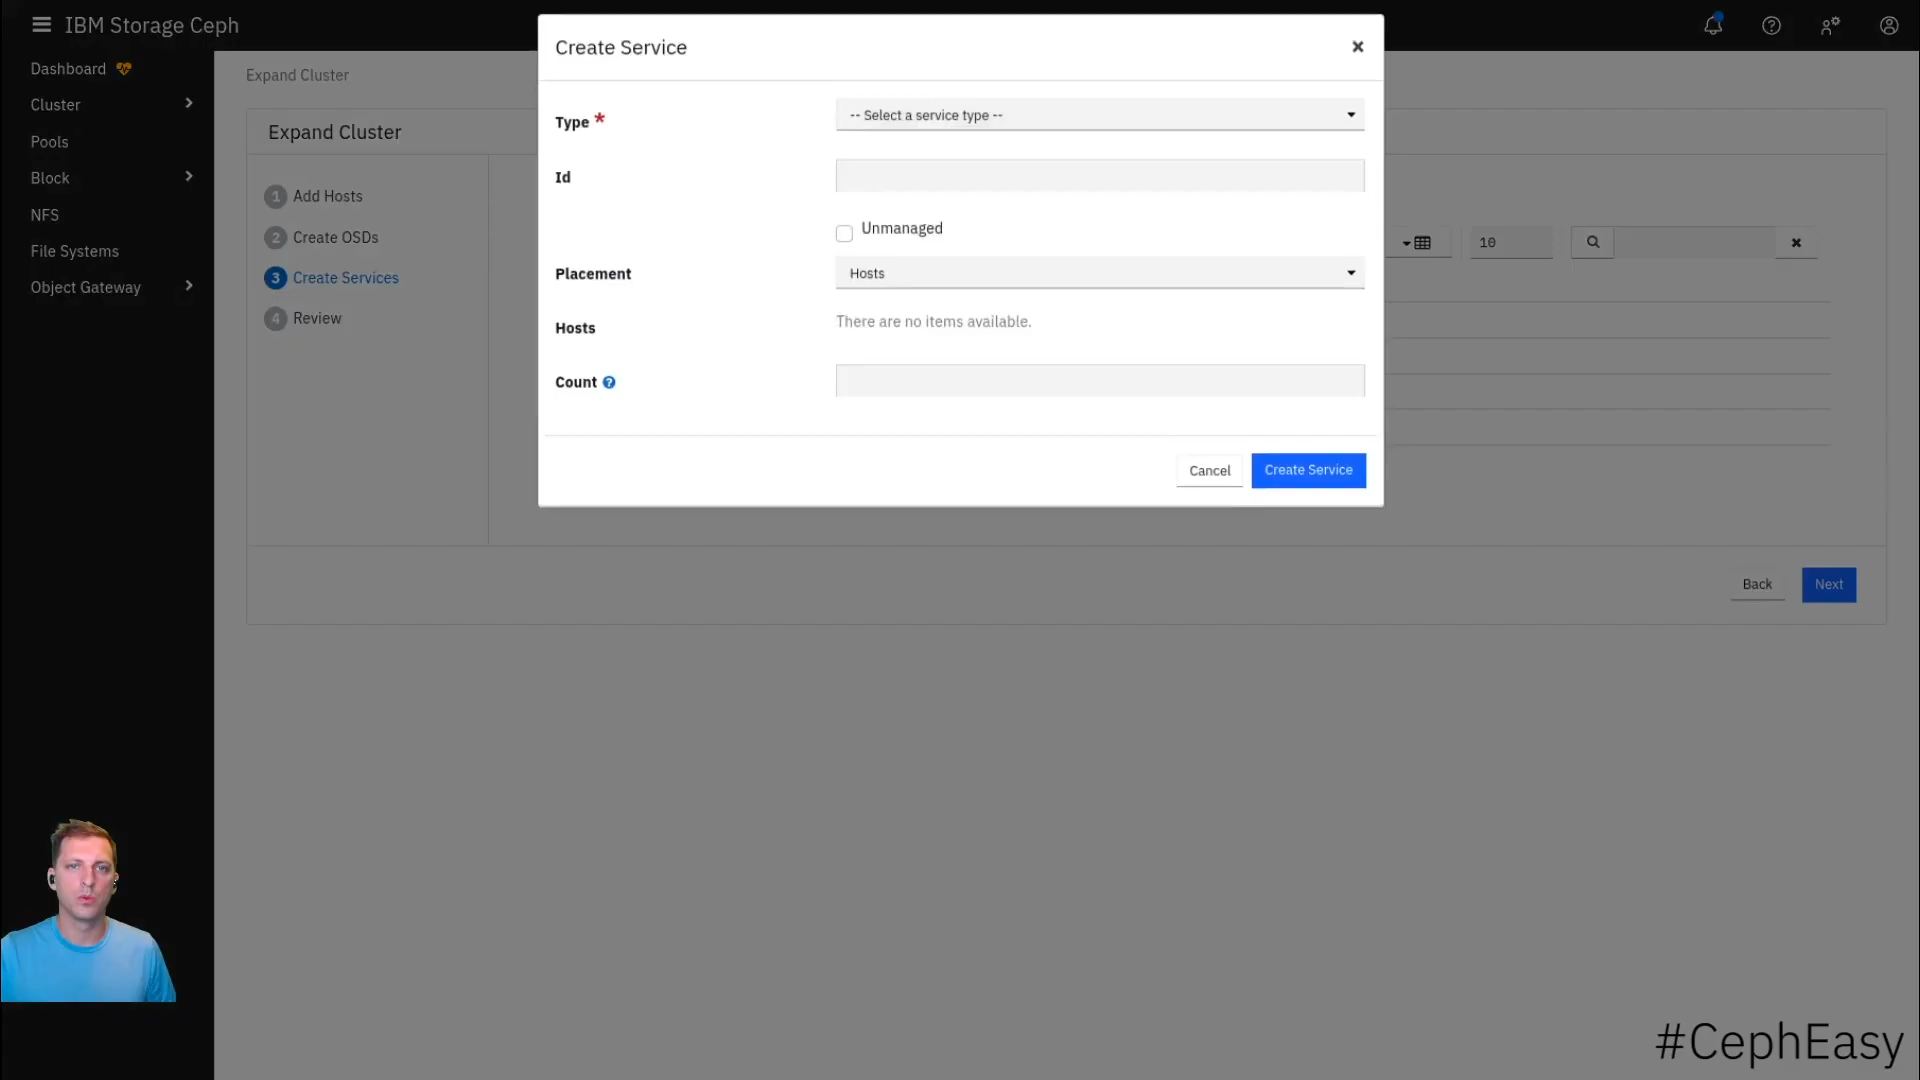 IBM Storage Ceph
Dashboard
Cluster
Pools
Block
NFS
File Systems
Object Gateway
Expand Cluster
Expand Cluster
1 Add Hosts
2 Create OSDs
3 Create Services
4 Review
Create Service
Type *
-- Select a service type --
Id
Unmanaged
Placement
Hosts
Hosts
There are no items available.
Count
Cancel
Create Service
10
Back
Next
#CephEasy